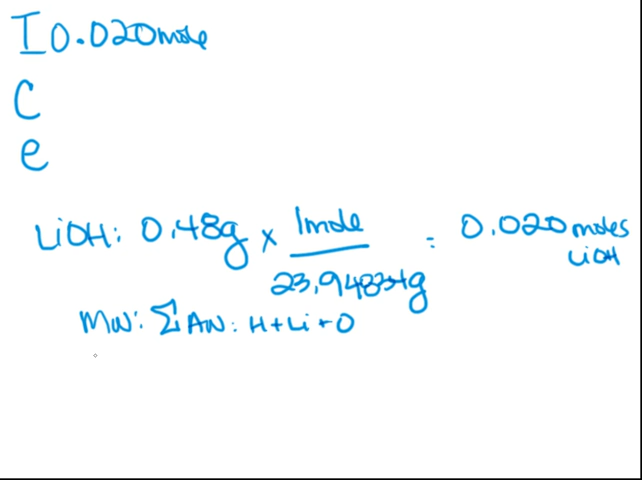 I 0.020mole
C
e
LiOH: 0.48g x 1mole / 23.94834g = 0.020 moles LiOH
MW: ΣAW: H+Li+O